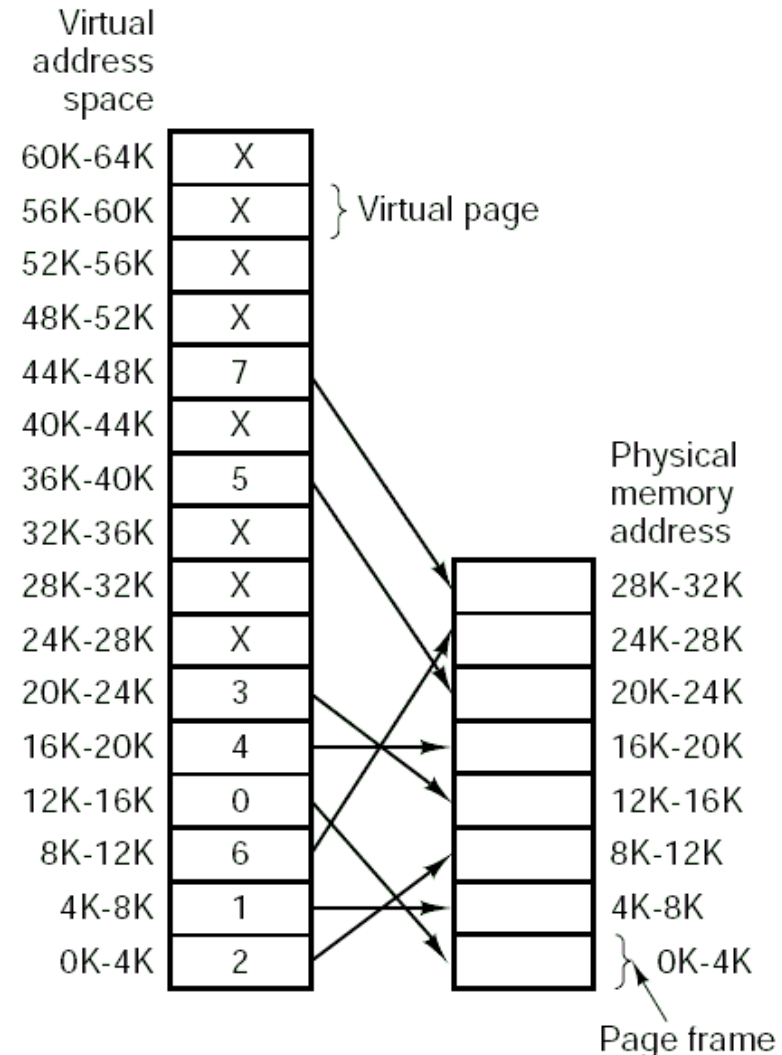 Virtual
address
space
60K-64K X
56K-60K X } Virtual page
52K-56K X
48K-52K X
44K-48K 7
40K-44K X
36K-40K 5
32K-36K X
28K-32K X
24K-28K X
20K-24K 3
16K-20K 4
12K-16K 0
8K-12K 6
4K-8K 1
0K-4K 2
Physical
memory
address
28K-32K
24K-28K
20K-24K
16K-20K
12K-16K
8K-12K
4K-8K
} 0K-4K
Page frame